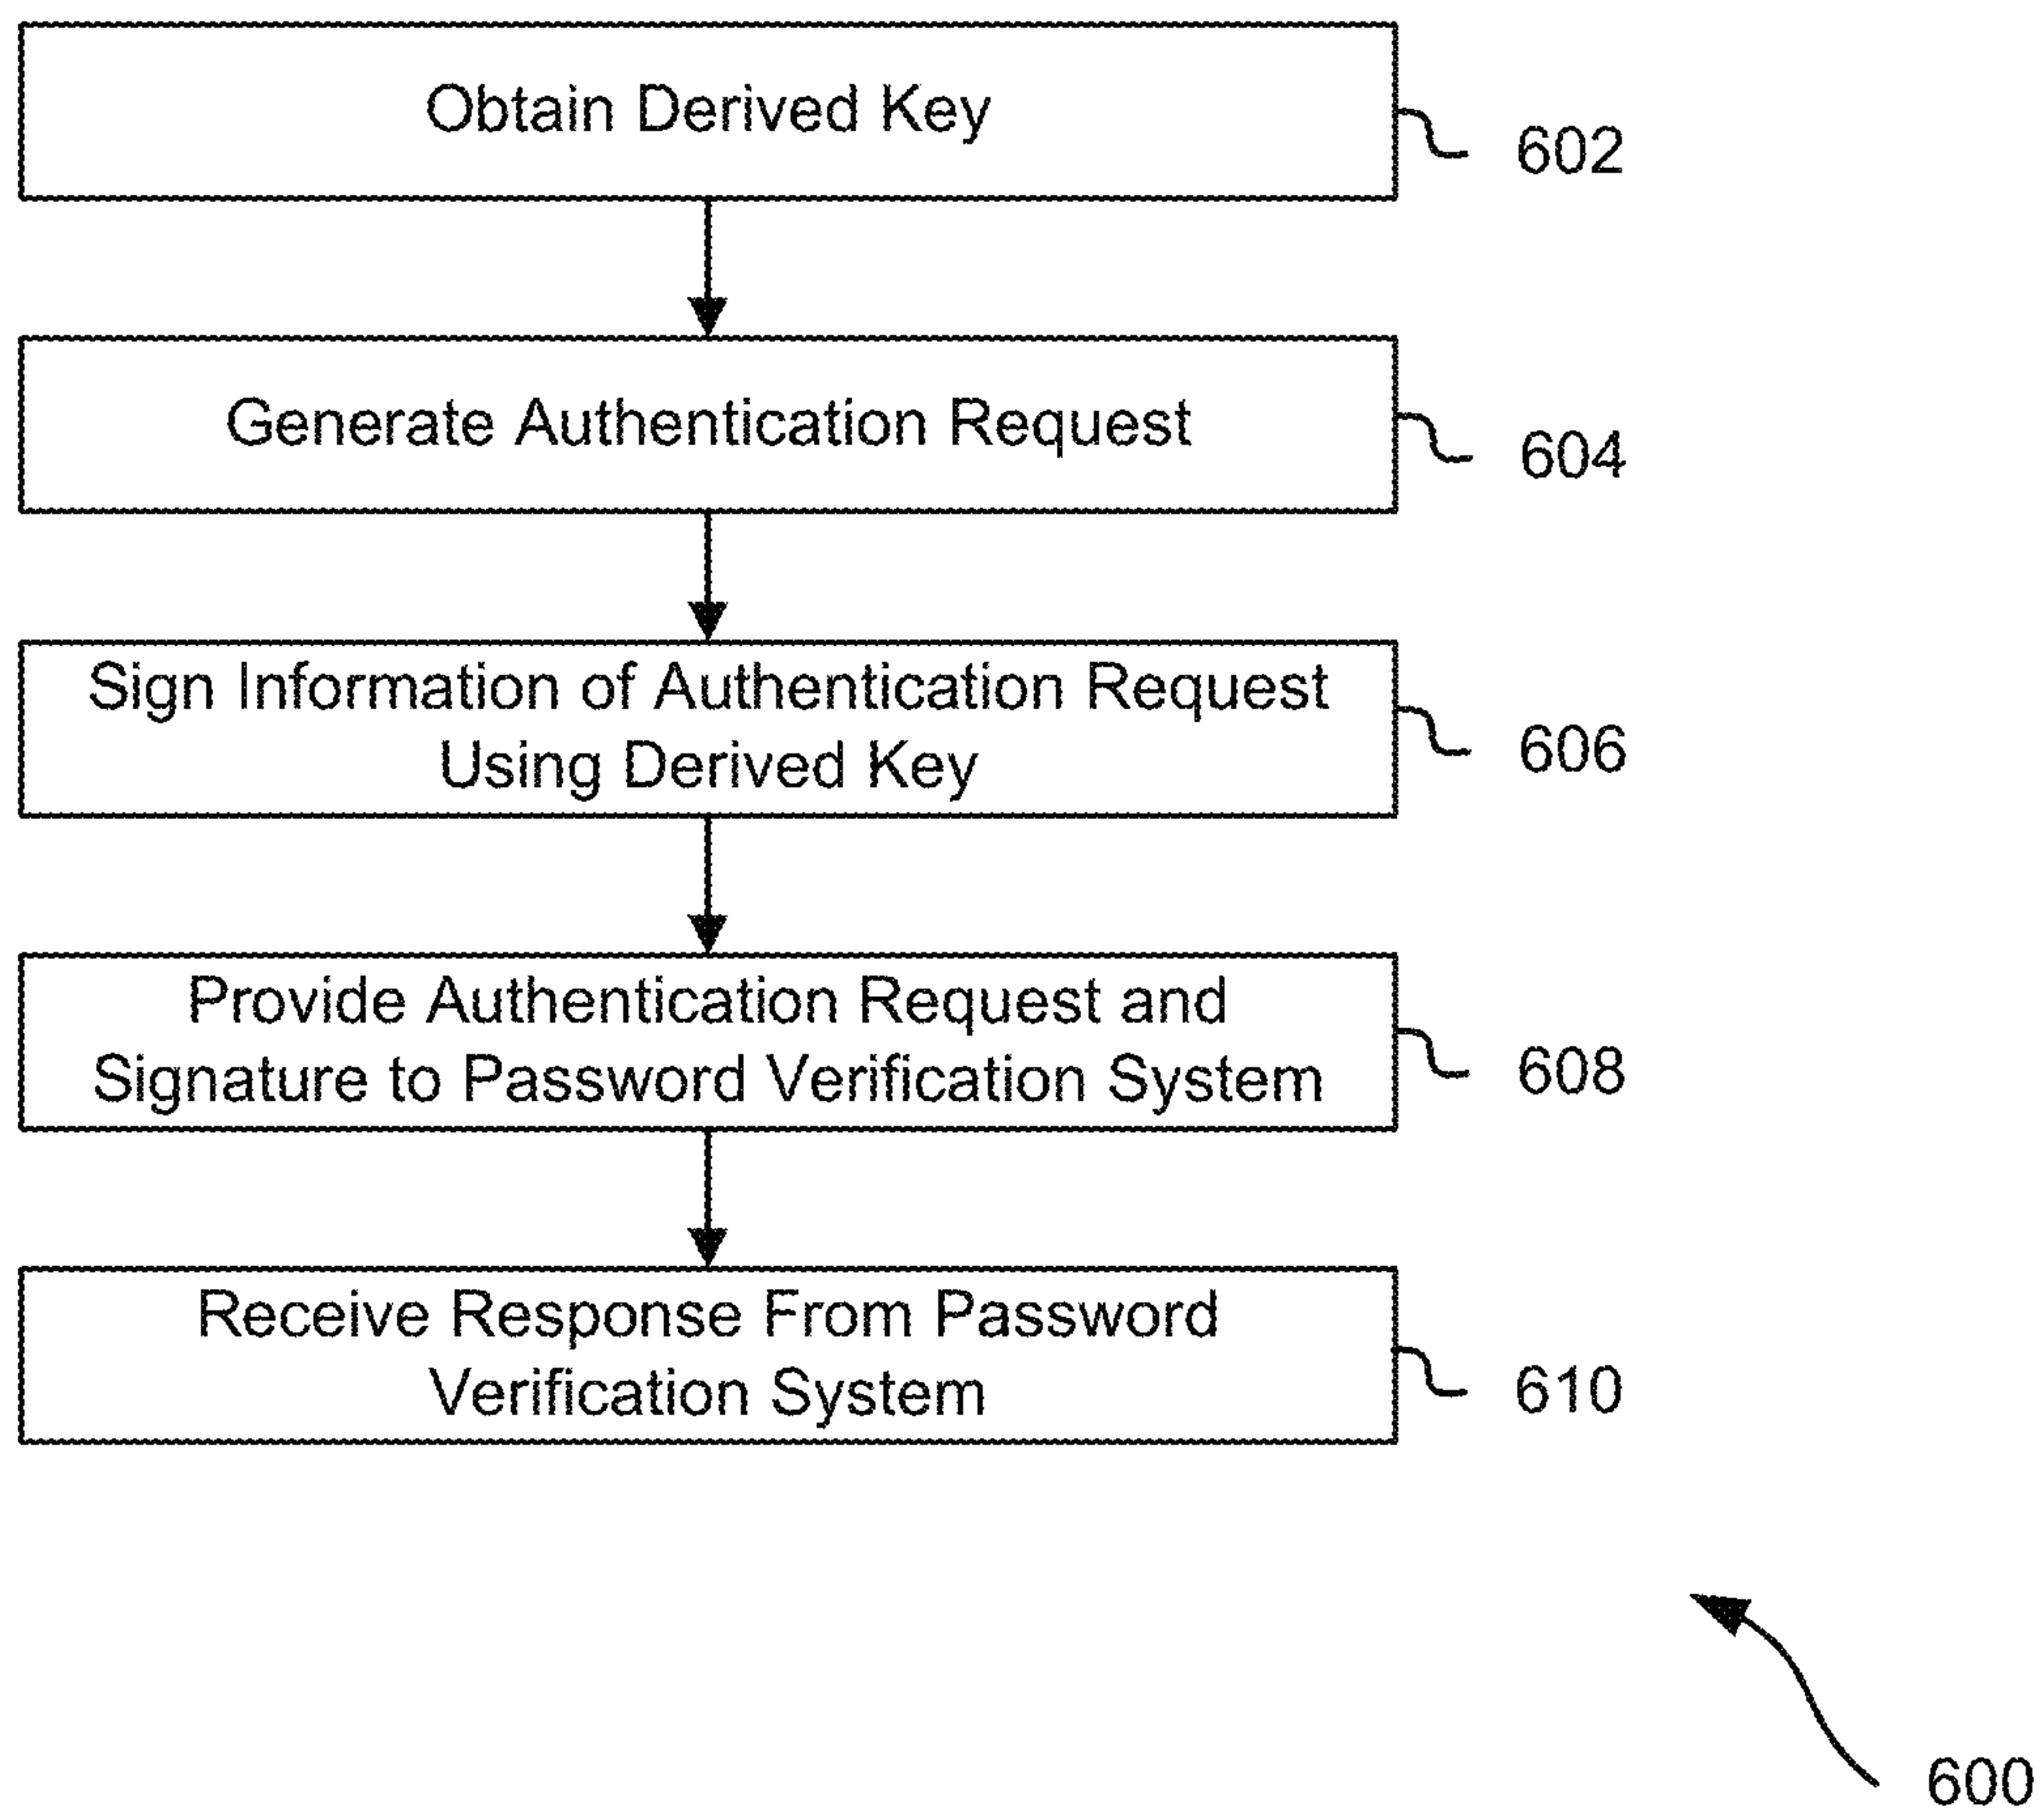 Obtain Derived Key
602
Generate Authentication Request
604
Sign Information of Authentication Request
Using Derived Key
606
Provide Authentication Request and
Signature to Password Verification System
608
Receive Response From Password
Verification System
610
600